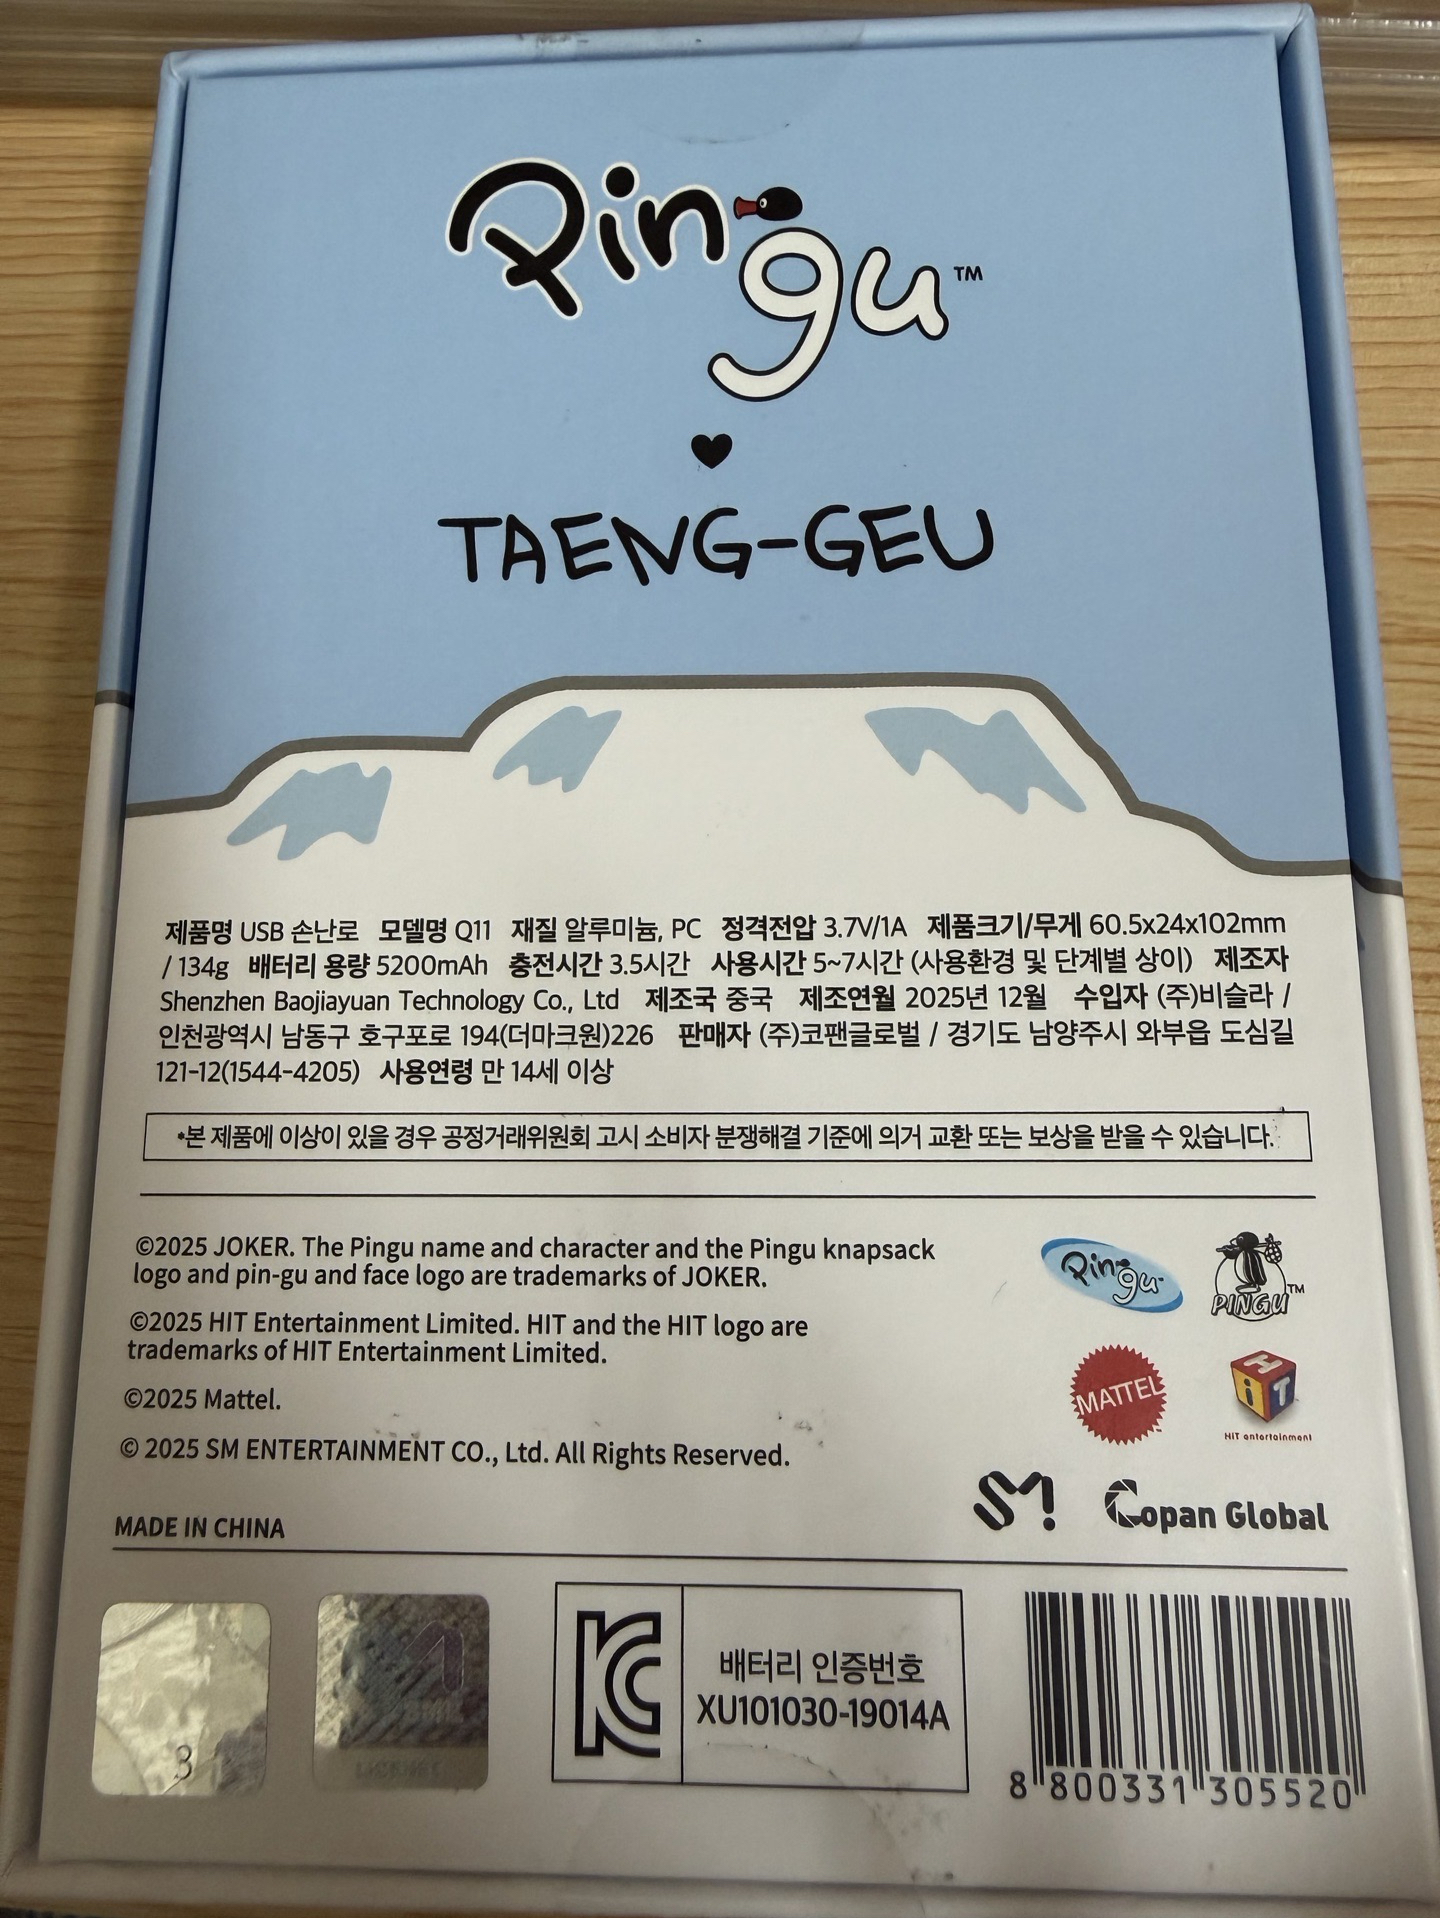 Pingu™
♥
TAENG-GEU
제품명 USB 손난로 모델명 Q11 재질 알루미늄, PC 정격전압 3.7V/1A 제품크기/무게 60.5x24x102mm
/ 134g 배터리 용량 5200mAh 충전시간 3.5시간 사용시간 5~7시간 (사용환경 및 단계별 상이) 제조자
Shenzhen Baojiayuan Technology Co., Ltd 제조국 중국 제조연월 2025년 12월 수입자 (주)비슬라 /
인천광역시 남동구 호구포로 194(더마크원)226 판매자 (주)코팬글로벌 / 경기도 남양주시 와부읍 도심길
121-12(1544-4205) 사용연령 만 14세 이상
*본 제품에 이상이 있을 경우 공정거래위원회 고시 소비자 분쟁해결 기준에 의거 교환 또는 보상을 받을 수 있습니다.
©2025 JOKER. The Pingu name and character and the Pingu knapsack
logo and pin-gu and face logo are trademarks of JOKER.
©2025 HIT Entertainment Limited. HIT and the HIT logo are
trademarks of HIT Entertainment Limited.
©2025 Mattel.
© 2025 SM ENTERTAINMENT CO., Ltd. All Rights Reserved.
Pingu
PINGU™
MATTEL
HiT
HiT entertainment
SM!
Copan Global
MADE IN CHINA
3
KC
배터리 인증번호
XU101030-19014A
8 800331 305520